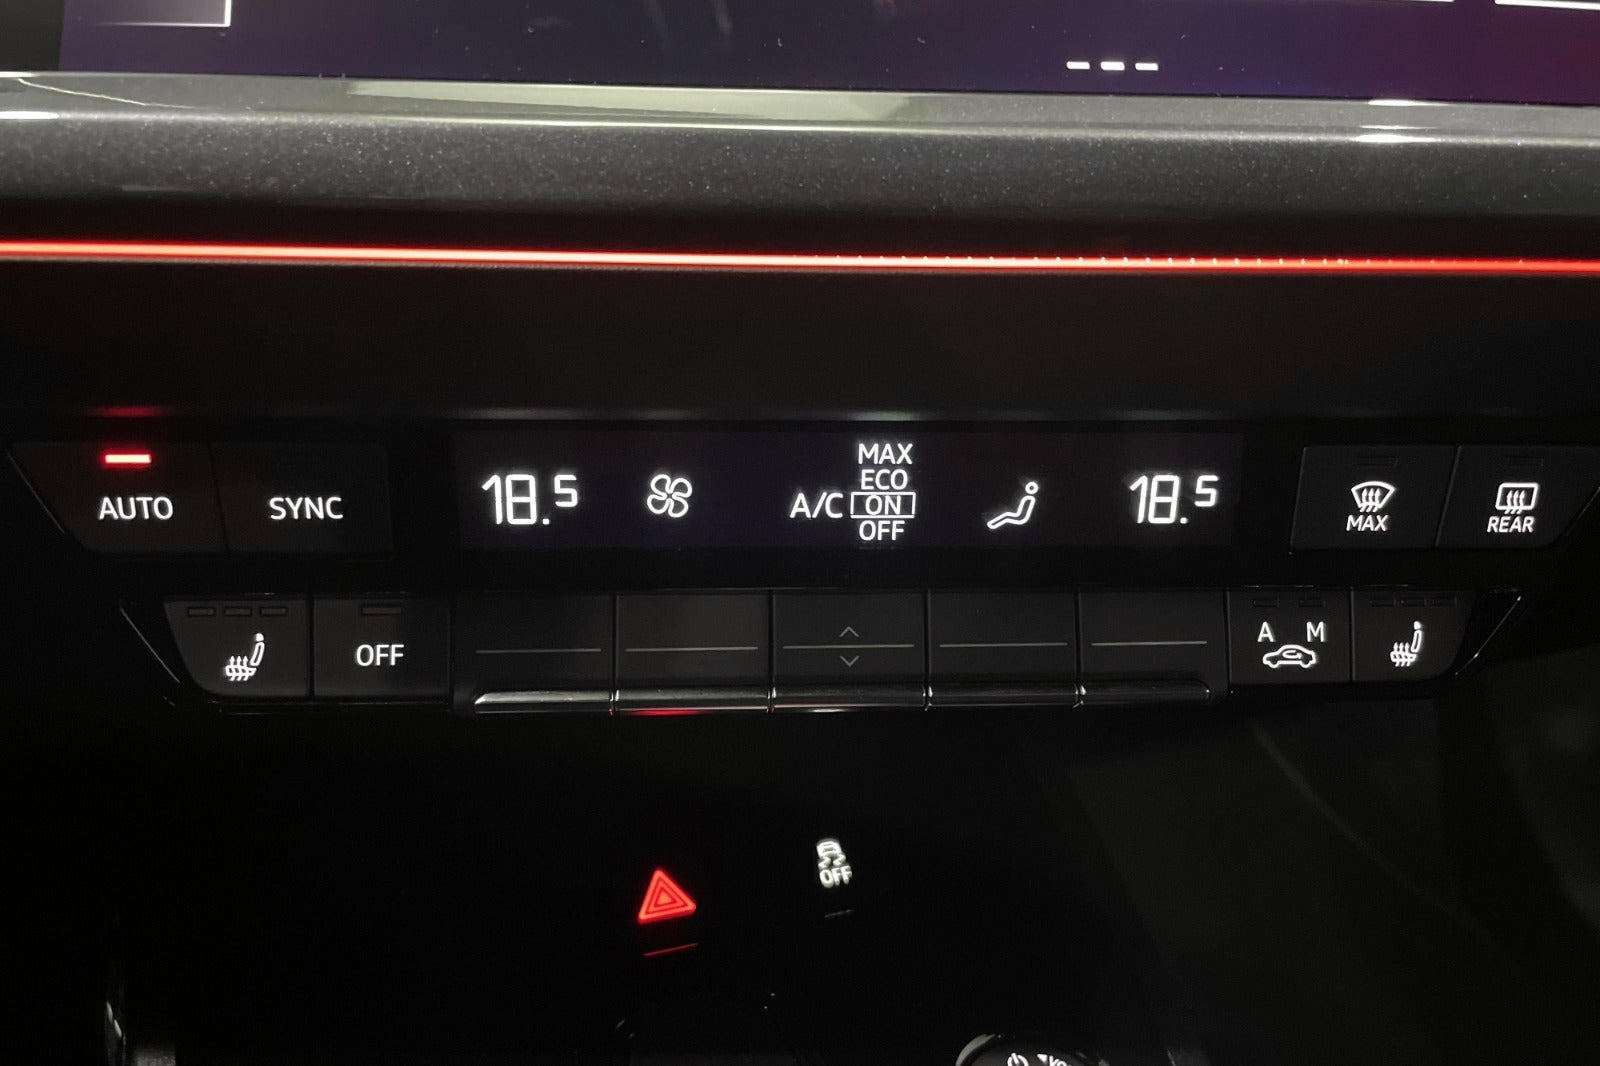 AUTO
SYNC
18.5
A/C
MAX
ECO
ON
OFF
18.5
MAX
REAR
OFF
A M
OFF